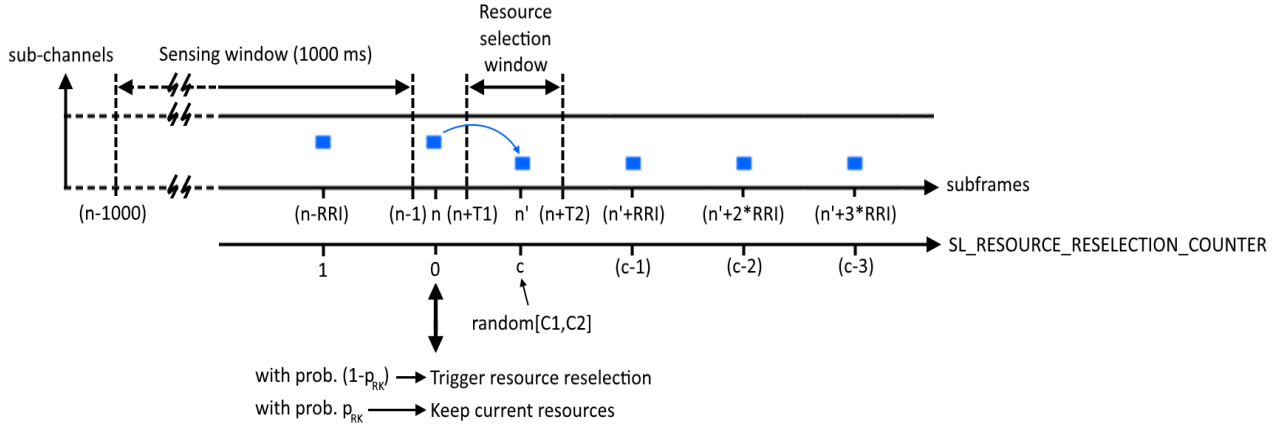 Resource
selection
window
sub-channels
Sensing window (1000 ms)
subframes
(n-1000)
(n-RRI)
(n-1) n (n+T1)
n'
(n+T2)
(n'+RRI)
(n'+2*RRI)
(n'+3*RRI)
SL_RESOURCE_RESELECTION_COUNTER
1
0
c
(c-1)
(c-2)
(c-3)
random[C1,C2]
with prob. (1-pRK) Trigger resource reselection
with prob. pRK Keep current resources